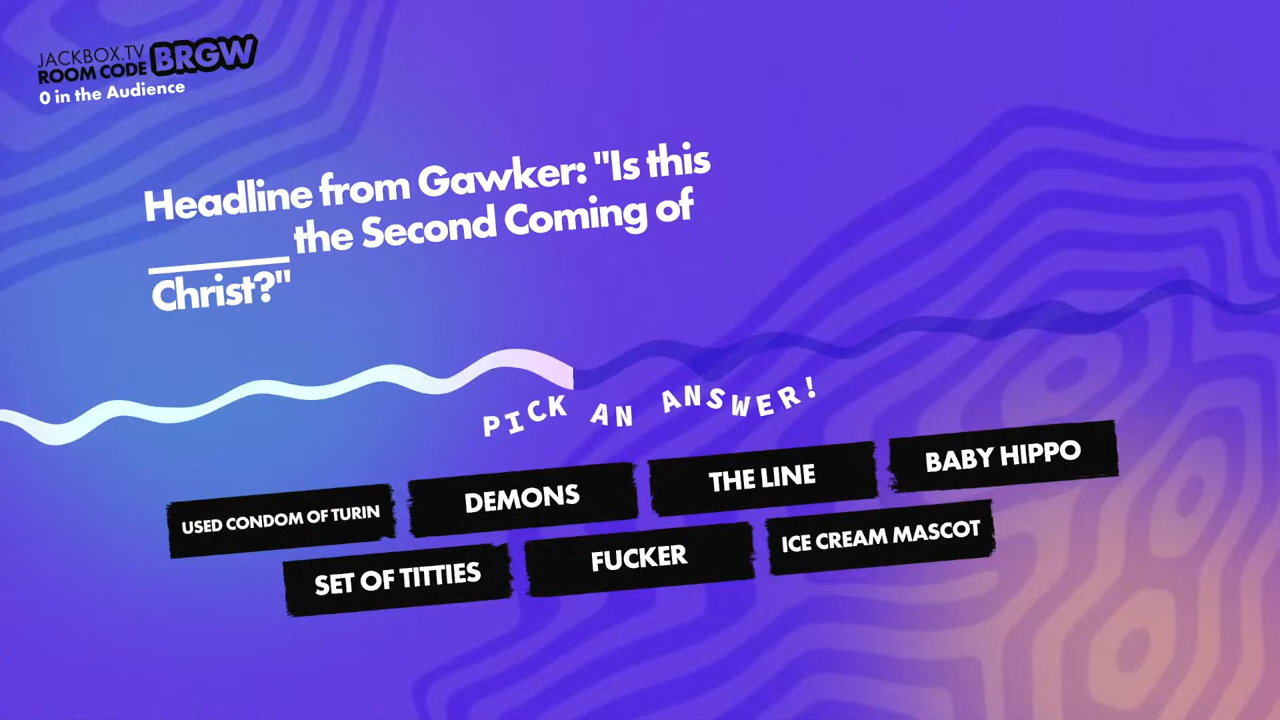 JACKBOX.TV
ROOM CODE BRGW
0 in the Audience
Headline from Gawker: "Is this
______ the Second Coming of
Christ?"
PICK AN ANSWER!
USED CONDOM OF TURIN
DEMONS
THE LINE
BABY HIPPO
SET OF TITTIES
FUCKER
ICE CREAM MASCOT